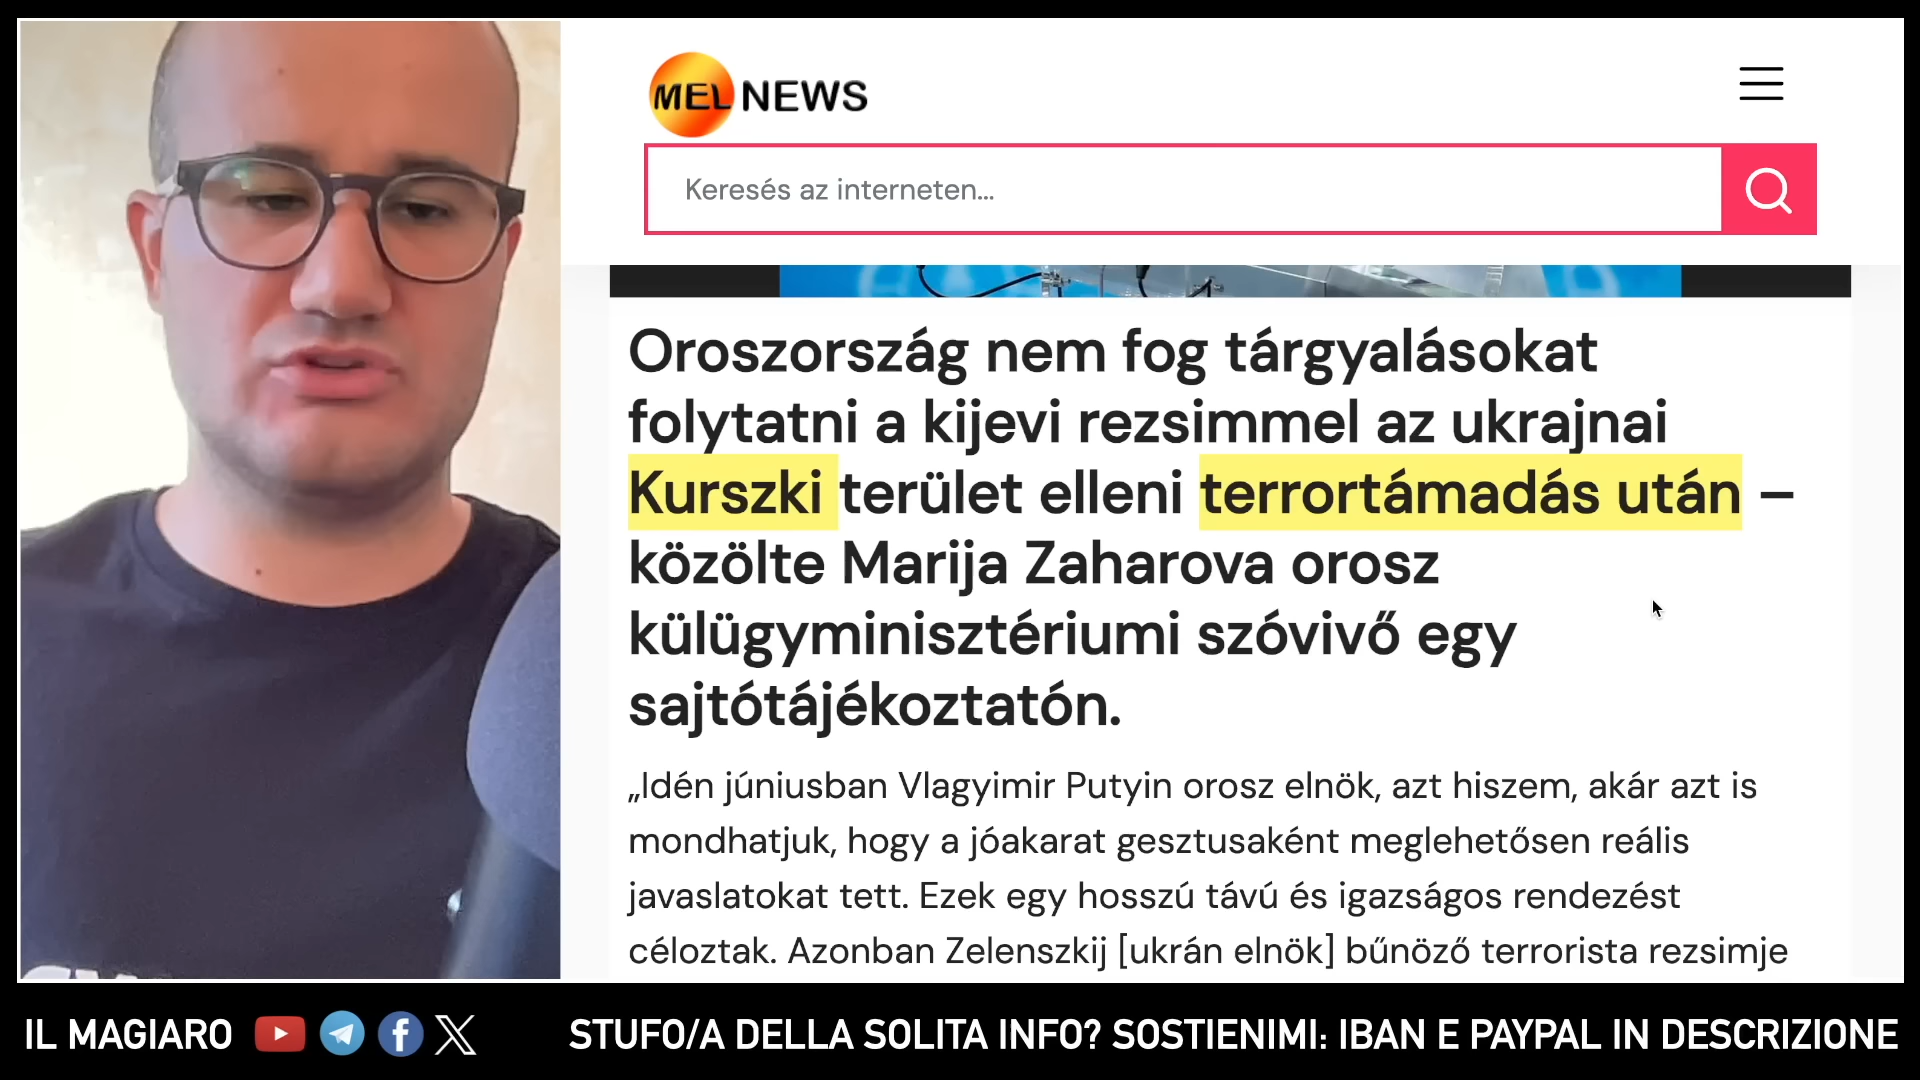 MEL NEWS
Keresés az interneten...
Oroszország nem fog tárgyalásokat
folytatni a kijevi rezsimmel az ukrajnai
Kurszki terület elleni terrortámadás után –
közölte Marija Zaharova orosz
külügyminisztériumi szóvivő egy
sajtótájékoztatón.
„Idén júniusban Vlagyimir Putyin orosz elnök, azt hiszem, akár azt is
mondhatjuk, hogy a jóakarat gesztusaként meglehetősen reális
javaslatokat tett. Ezek egy hosszú távú és igazságos rendezést
céloztak. Azonban Zelenszkij [ukrán elnök] bűnöző terrorista rezsimje
IL MAGIARO
STUFO/A DELLA SOLITA INFO? SOSTIENIMI: IBAN E PAYPAL IN DESCRIZIONE